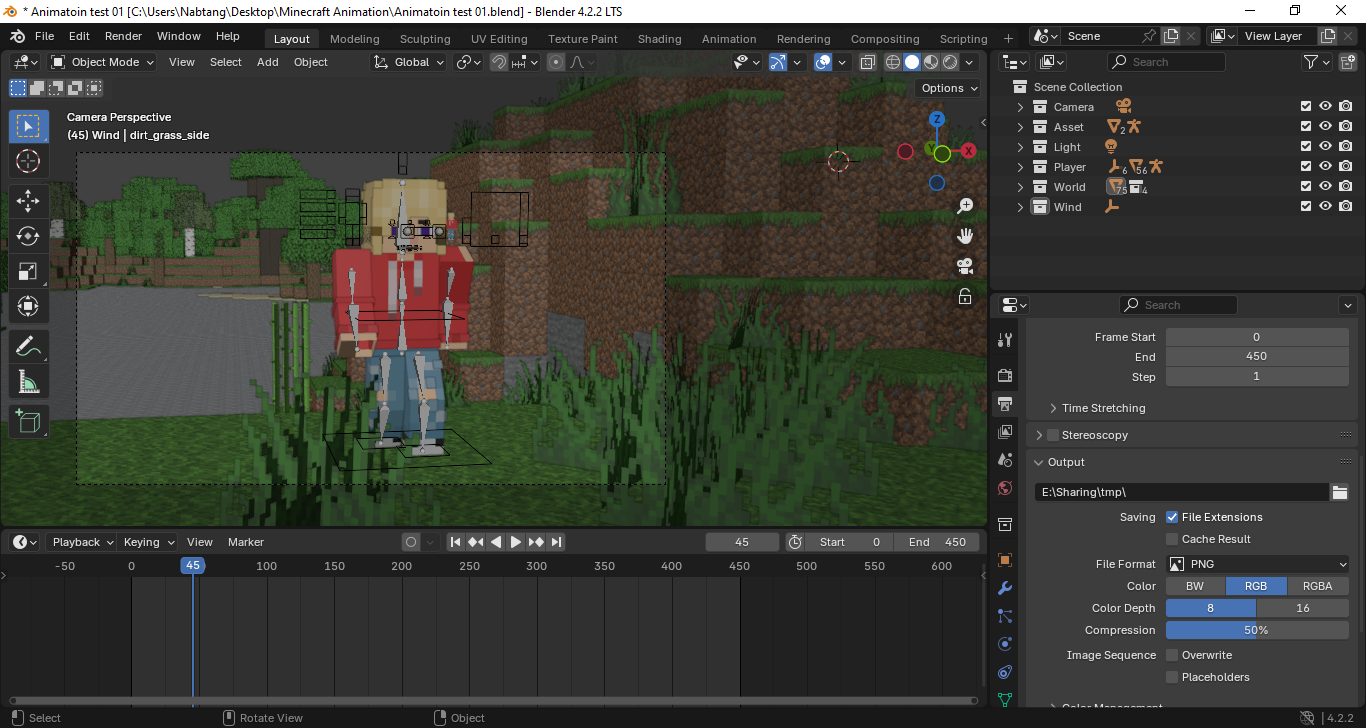 * Animatoin test 01 [C:\Users\Nabtang\Desktop\Minecraft Animation\Animatoin test 01.blend] - Blender 4.2.2 LTS
File Edit Render Window Help Layout Modeling Sculpting UV Editing Texture Paint Shading Animation Rendering Compositing Scripting + Scene View Layer
Object Mode View Select Add Object Global Search
Options
Scene Collection
Camera Perspective
(45) Wind | dirt_grass_side
Camera
Asset 2
Light
Player 6 56
World 75 4
Wind
Z
Y X
Search
Frame Start 0
End 450
Step 1
Time Stretching
Stereoscopy
Output
E:\Sharing\tmp\
Saving File Extensions
Cache Result
File Format PNG
Color BW RGB RGBA
Color Depth 8 16
Compression 50%
Image Sequence Overwrite
Placeholders
Color Management
Playback Keying View Marker 45 Start 0 End 450
-50 0 45 100 150 200 250 300 350 400 450 500 550 600
Select Rotate View Object 4.2.2